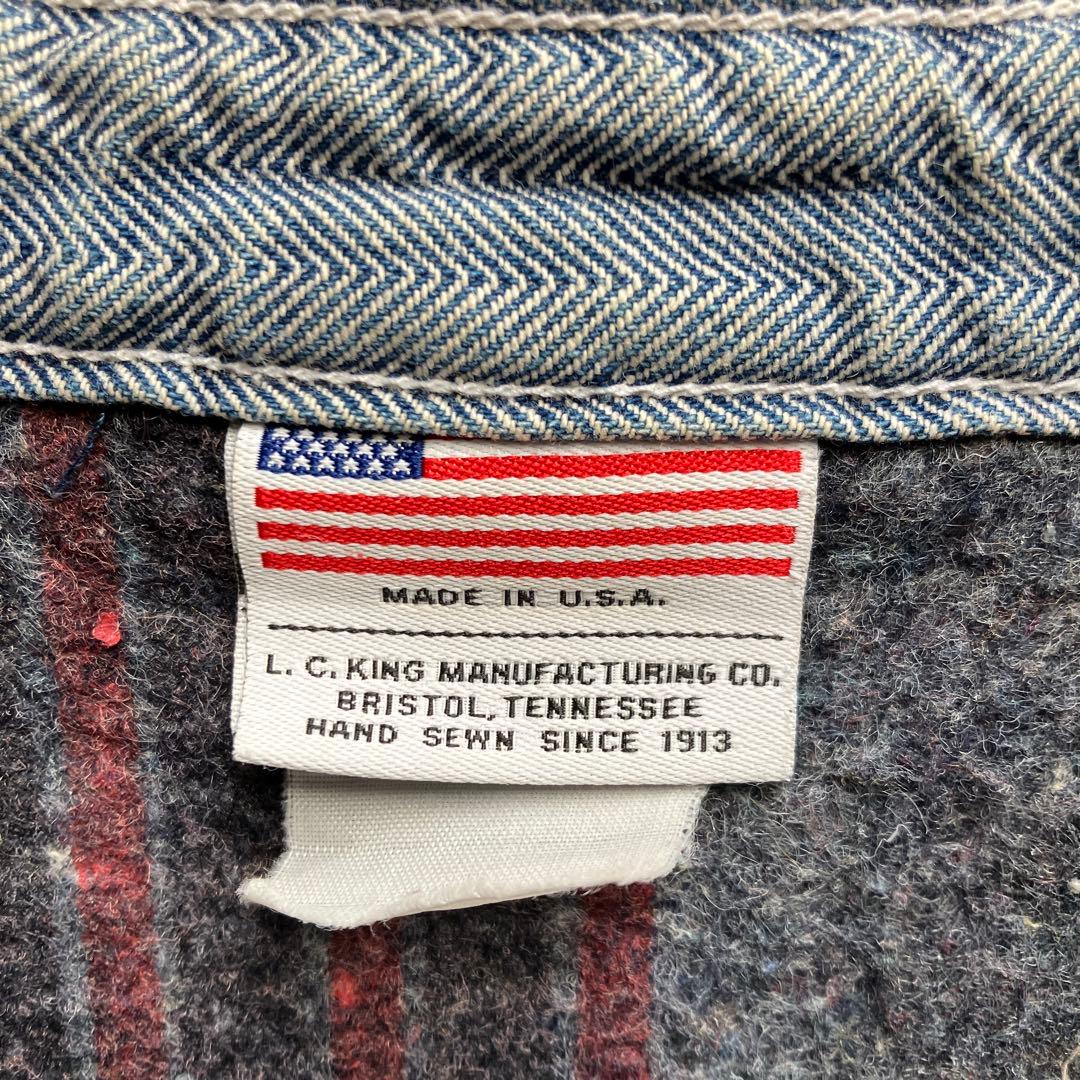 MADE IN U.S.A.
L. C. KING MANUFACTURING CO.
BRISTOL, TENNESSEE
HAND SEWN SINCE 1913